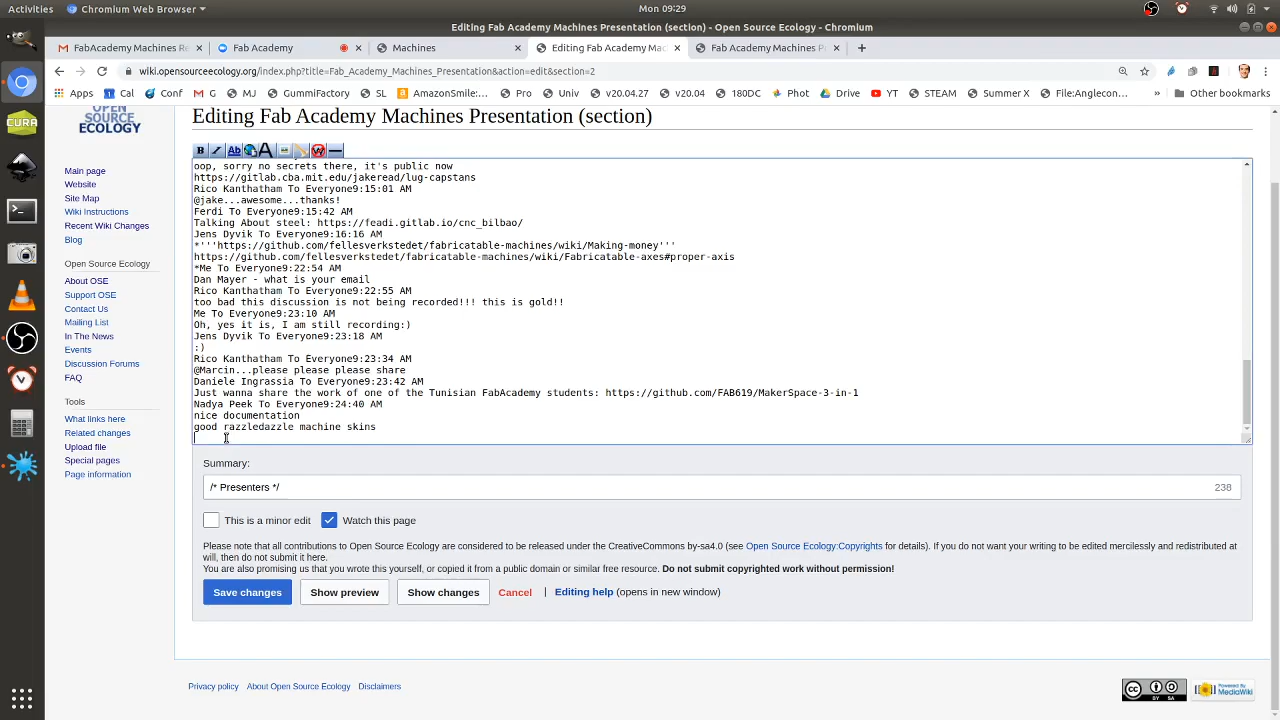 Activities
Chromium Web Browser
Mon 09:29
Editing Fab Academy Machines Presentation (section) - Open Source Ecology - Chromium
FabAcademy Machines Re
Fab Academy
Machines
Editing Fab Academy Mac
Fab Academy Machines P
wiki.opensourceecology.org/index.php?title=Fab_Academy_Machines_Presentation&action=edit&section=2
Apps
Cal
Conf
G
MJ
GummiFactory
SL
AmazonSmile:...
Pro
Univ
v20.04.27
v20.04
180DC
Phot
Drive
YT
STEAM
Summer X
File:Anglecon...
»
Other bookmarks
OPEN
SOURCE
ECOLOGY
Main page
Website
Site Map
Wiki Instructions
Recent Wiki Changes
Blog
Open Source Ecology
About OSE
Support OSE
Contact Us
Mailing List
In The News
Events
Discussion Forums
FAQ
Tools
What links here
Related changes
Upload file
Special pages
Page information
Editing Fab Academy Machines Presentation (section)
B
I
Ab
A
oop, sorry no secrets there, it's public now
https://gitlab.cba.mit.edu/jakeread/lug-capstans
Rico Kanthatham To Everyone9:15:01 AM
@jake...awesome...thanks!
Ferdi To Everyone9:15:42 AM
Talking About steel: https://feadi.gitlab.io/cnc_bilbao/
Jens Dyvik To Everyone9:16:16 AM
*'''https://github.com/fellesverkstedet/fabricatable-machines/wiki/Making-money'''
https://github.com/fellesverkstedet/fabricatable-machines/wiki/Fabricatable-axes#proper-axis
*Me To Everyone9:22:54 AM
Dan Mayer - what is your email
Rico Kanthatham To Everyone9:22:55 AM
too bad this discussion is not being recorded!!! this is gold!!
Me To Everyone9:23:10 AM
Oh, yes it is, I am still recording:)
Jens Dyvik To Everyone9:23:18 AM
:)
Rico Kanthatham To Everyone9:23:34 AM
@Marcin...please please please share
Daniele Ingrassia To Everyone9:23:42 AM
Just wanna share the work of one of the Tunisian FabAcademy students: https://github.com/FAB619/MakerSpace-3-in-1
Nadya Peek To Everyone9:24:40 AM
nice documentation
good razzledazzle machine skins
Summary:
/* Presenters */
238
This is a minor edit
Watch this page
Please note that all contributions to Open Source Ecology are considered to be released under the CreativeCommons by-sa4.0 (see Open Source Ecology:Copyrights for details). If you do not want your writing to be edited mercilessly and redistributed at
will, then do not submit it here.
You are also promising us that you wrote this yourself, or copied it from a public domain or similar free resource. Do not submit copyrighted work without permission!
Save changes
Show preview
Show changes
Cancel
|
Editing help (opens in new window)
Privacy policy
About Open Source Ecology
Disclaimers
CC
BY
SA
Powered By
MediaWiki
CURA